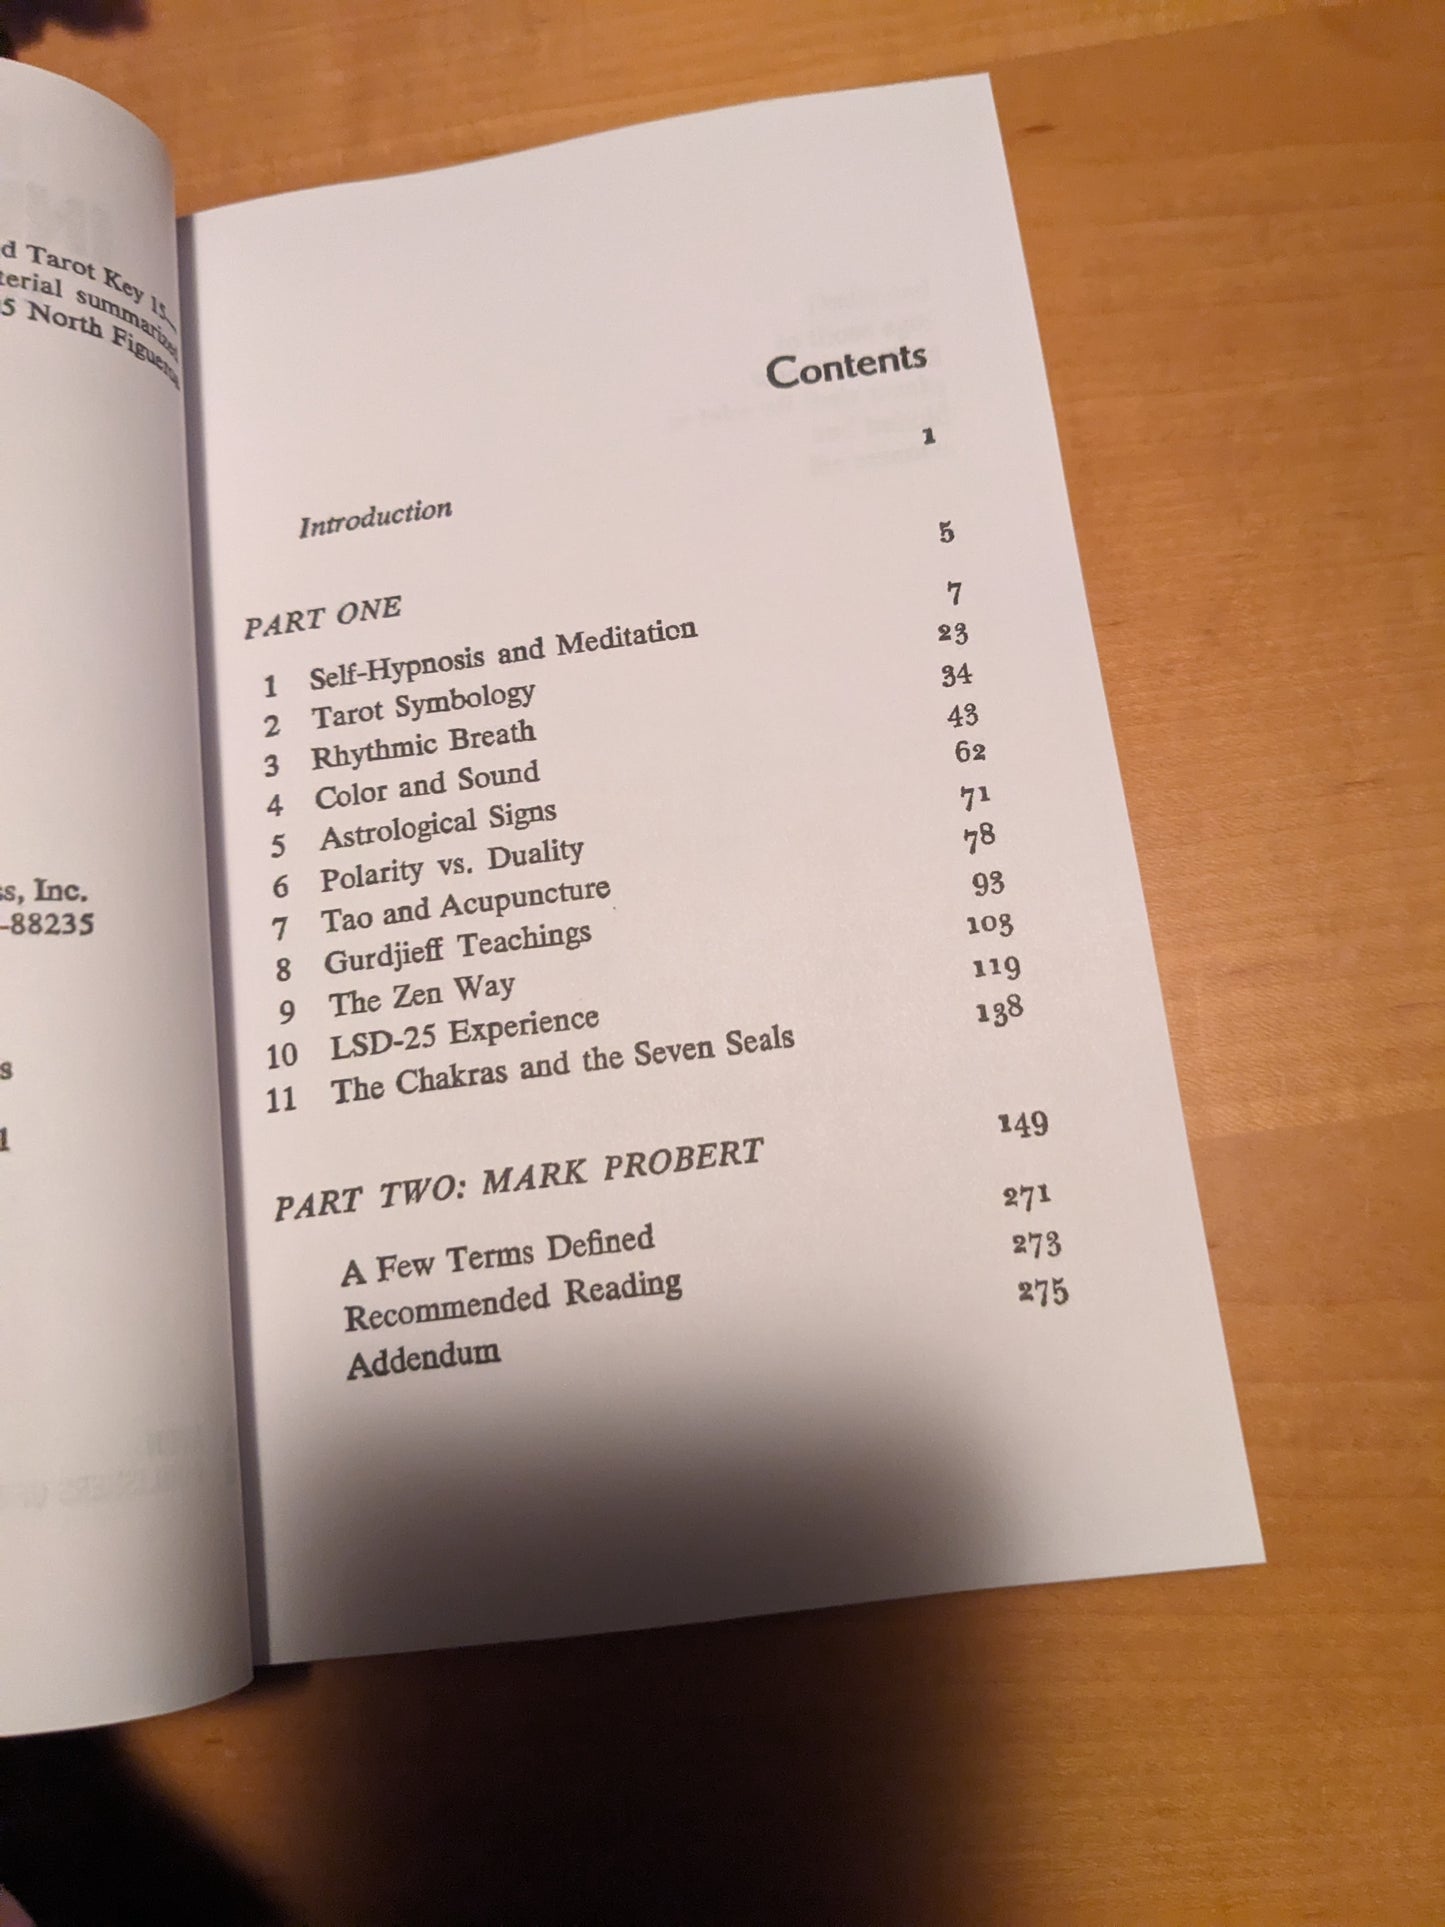 d Tarot Key 15—
terial summarized
5 North Figueroa
ss, Inc.
-88235
s
1
Contents
Introduction 1
PART ONE 5
1 Self-Hypnosis and Meditation 7
2 Tarot Symbology 23
3 Rhythmic Breath 34
4 Color and Sound 43
5 Astrological Signs 62
6 Polarity vs. Duality 71
7 Tao and Acupuncture 78
8 Gurdjieff Teachings 93
9 The Zen Way 103
10 LSD-25 Experience 119
11 The Chakras and the Seven Seals 138
PART TWO: MARK PROBERT 149
A Few Terms Defined 271
Recommended Reading 273
Addendum 275